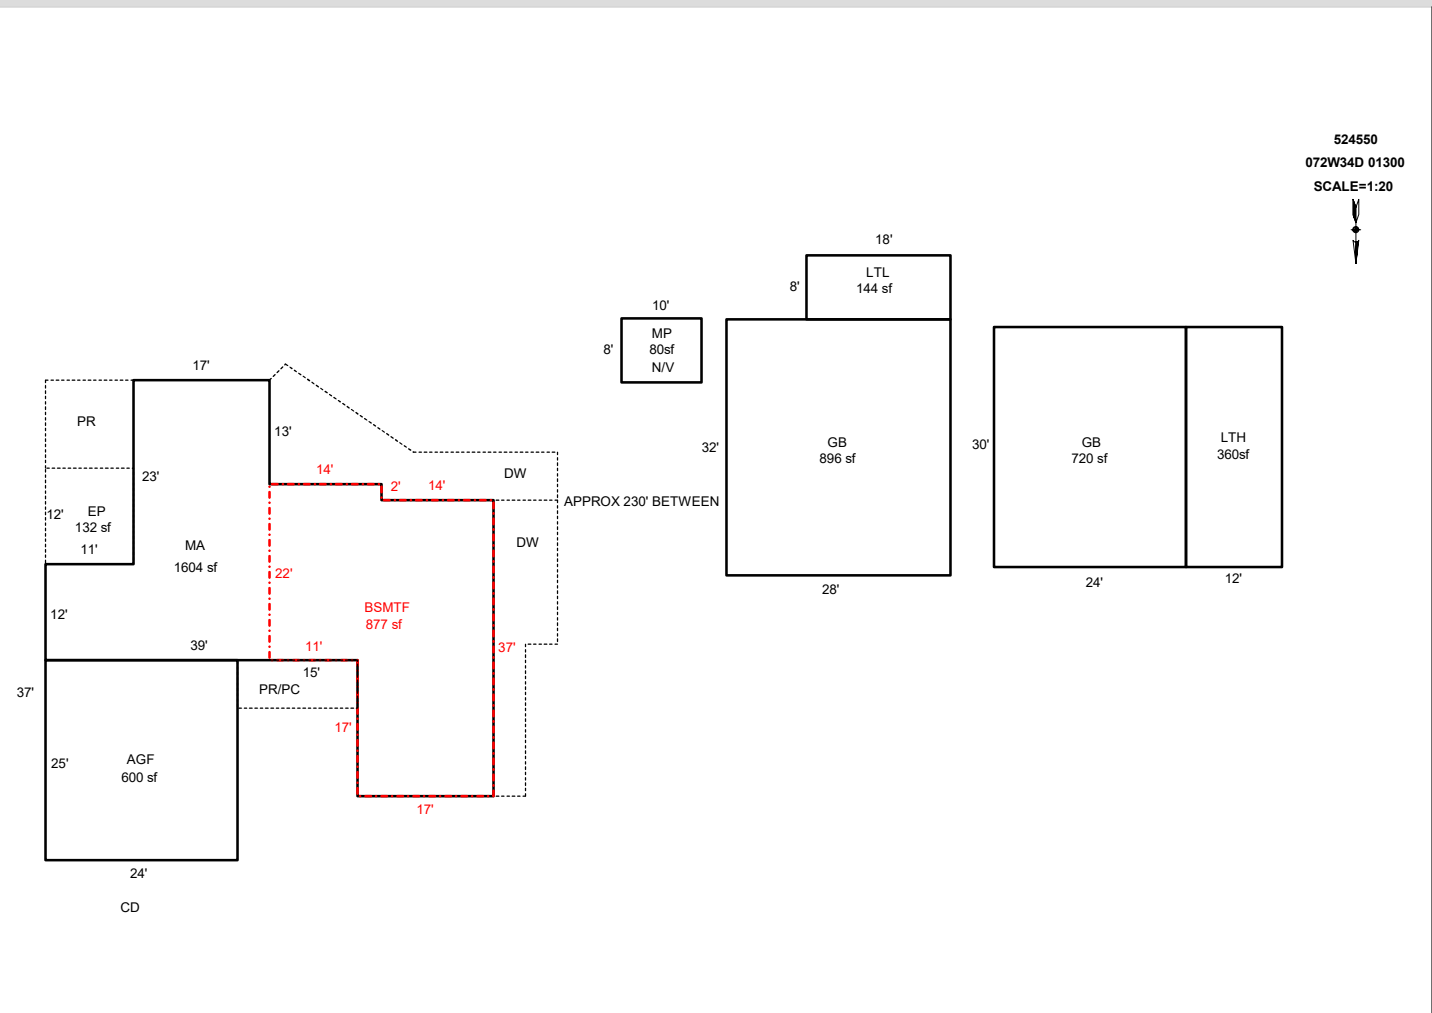 524550
072W34D 01300
SCALE=1:20
18'
LTL
8'
144 sf
10'
MP
8'
80sf
N/V
17'
PR
13'
32'
GB
896 sf
30'
GB
720 sf
LTH
360sf
14'
DW
23'
2'
14'
APPROX 230' BETWEEN
12'
EP
132 sf
11'
MA
1604 sf
DW
22'
28'
24'
12'
12'
BSMTF
877 sf
39'
11'
37'
15'
PR/PC
37'
17'
25'
AGF
600 sf
17'
24'
CD